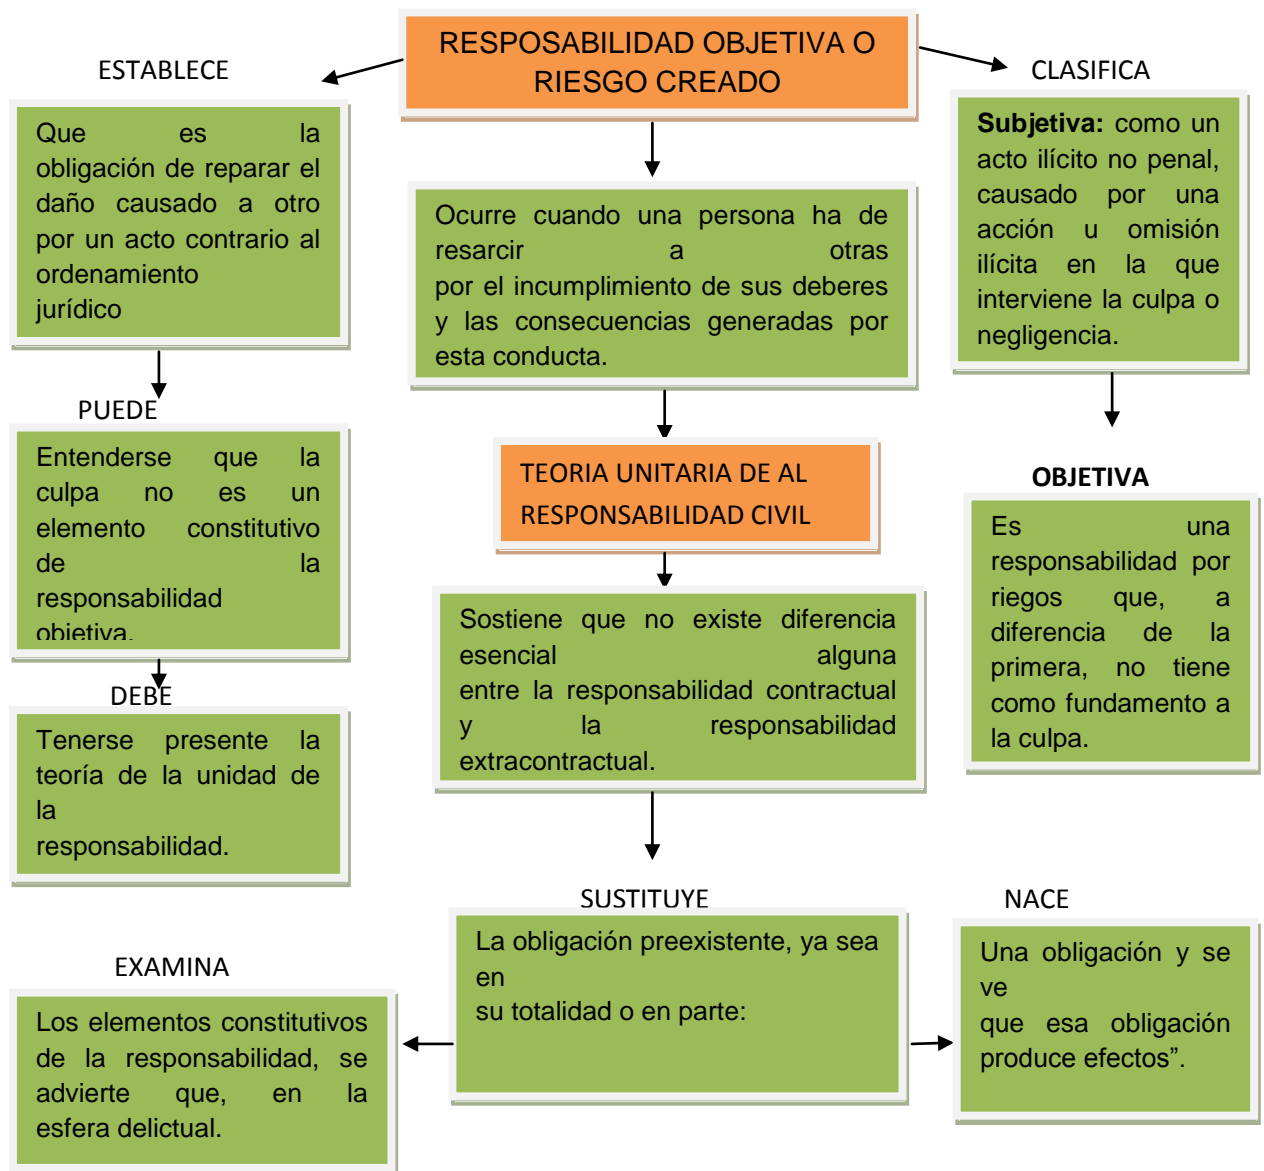 RESPOSABILIDAD OBJETIVA O
RIESGO CREADO
ESTABLECE
Que es la
obligación de reparar el
daño causado a otro
por un acto contrario al
ordenamiento
jurídico
PUEDE
Entenderse que la
culpa no es un
elemento constitutivo
de la
responsabilidad
objetiva.
DEBE
Tenerse presente la
teoría de la unidad de
la
responsabilidad.
Ocurre cuando una persona ha de
resarcir a otras
por el incumplimiento de sus deberes
y las consecuencias generadas por
esta conducta.
TEORIA UNITARIA DE AL
RESPONSABILIDAD CIVIL
Sostiene que no existe diferencia
esencial alguna
entre la responsabilidad contractual
y la responsabilidad
extracontractual.
CLASIFICA
Subjetiva: como un
acto ilícito no penal,
causado por una
acción u omisión
ilícita en la que
interviene la culpa o
negligencia.
OBJETIVA
Es una
responsabilidad por
riegos que, a
diferencia de la
primera, no tiene
como fundamento a
la culpa.
SUSTITUYE
La obligación preexistente, ya sea
en
su totalidad o en parte:
EXAMINA
Los elementos constitutivos
de la responsabilidad, se
advierte que, en la
esfera delictual.
NACE
Una obligación y se
ve
que esa obligación
produce efectos”.